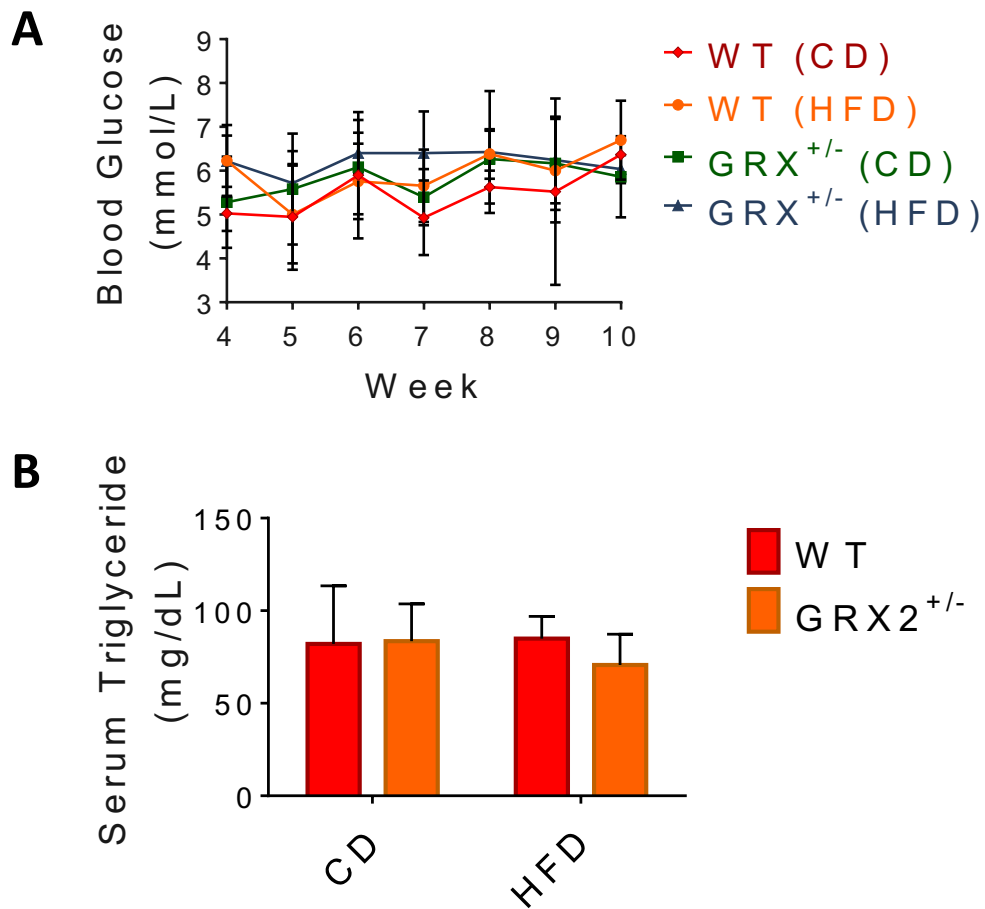 A
Blood Glucose
(mmol/L)
9
8
7
6
5
4
3
4 5 6 7 8 9 10
Week
WT (CD)
WT (HFD)
GRX+/- (CD)
GRX+/- (HFD)
B
Serum Triglyceride
(mg/dL)
150
100
50
0
CD
HFD
WT
GRX2+/-